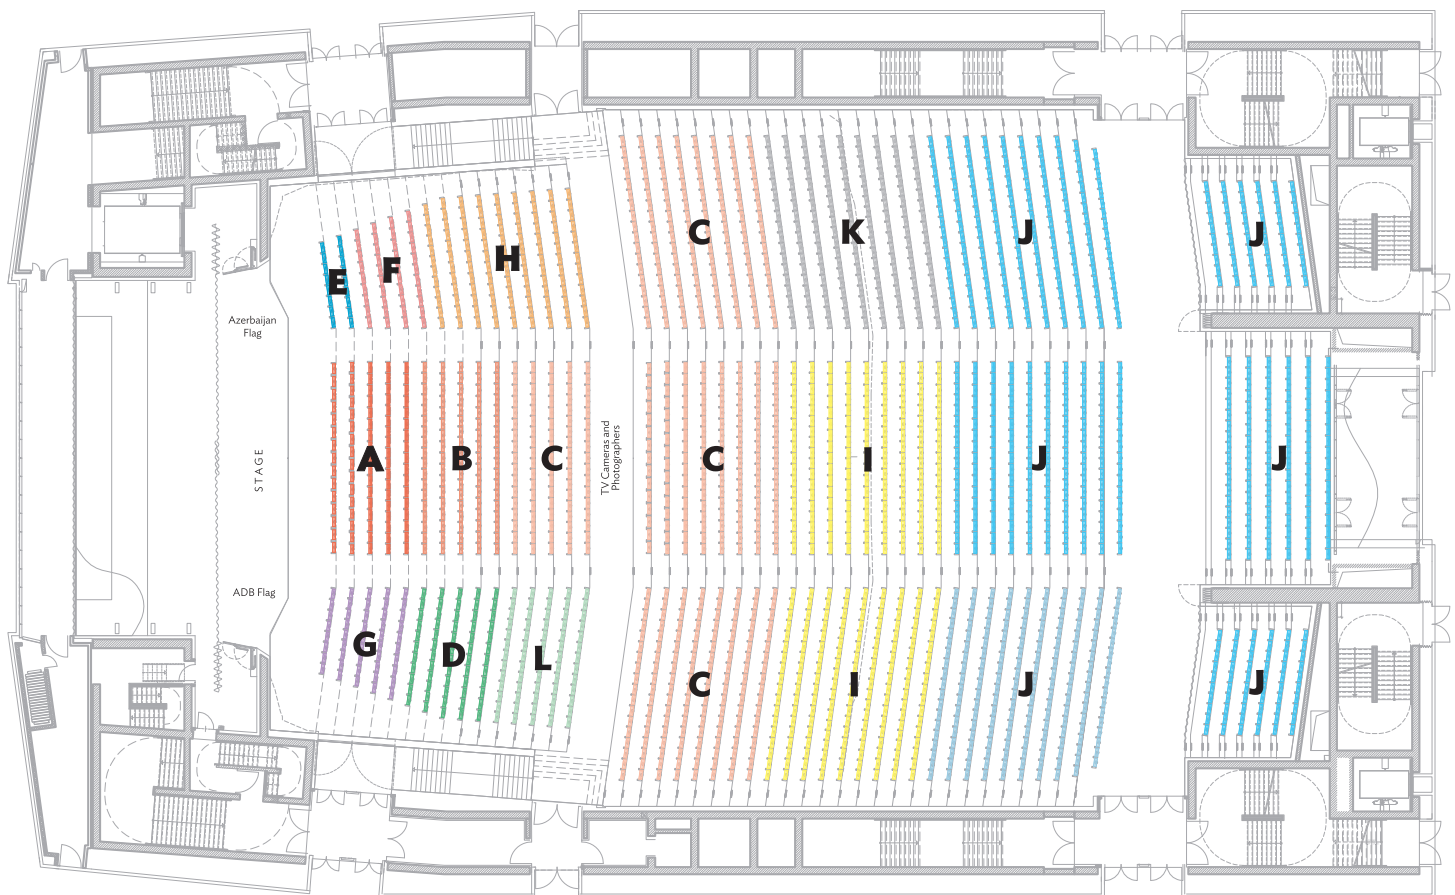 C
K
J
J
H
F
E
Azerbaijan
Flag
STAGE
A
B
C
TV Cameras and
Photographers
C
I
J
J
ADB Flag
G
D
L
C
I
J
J